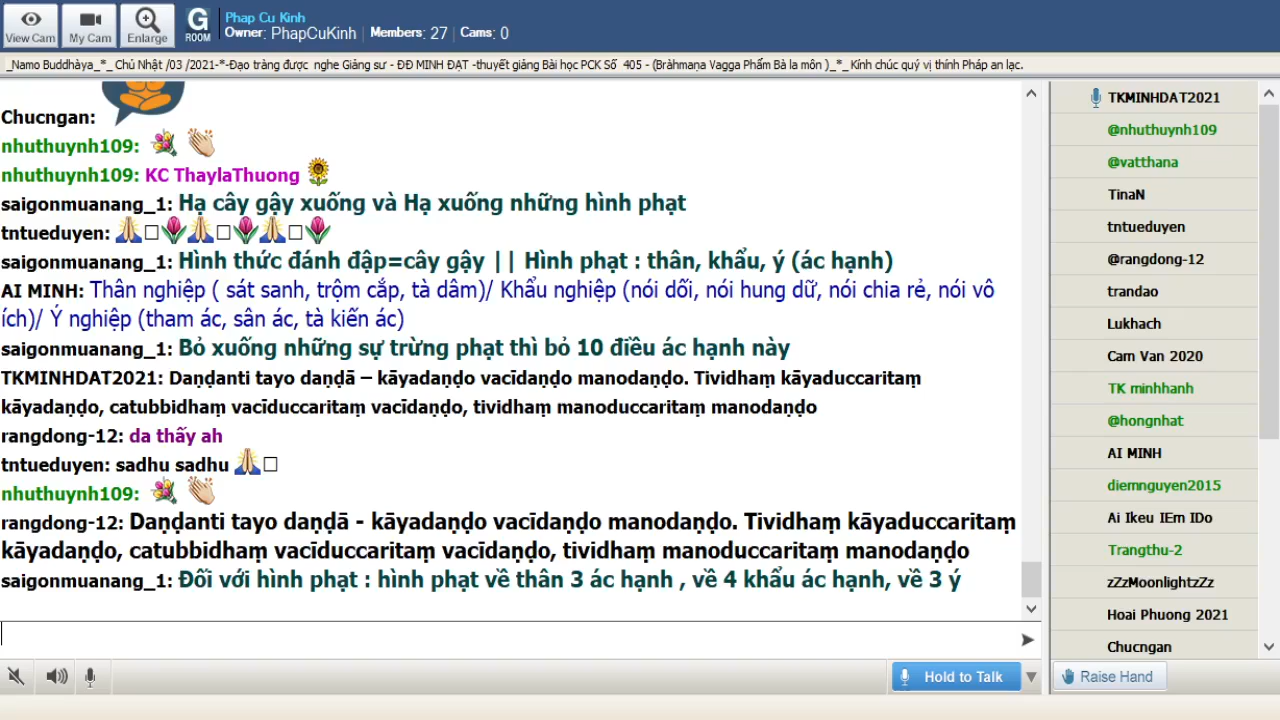 View Cam
My Cam
Enlarge
G
ROOM
Phap Cu Kinh
Owner: PhapCuKinh | Members: 27 | Cams: 0
_Namo Buddhàya_*_ Chủ Nhật /03 /2021-*-Đạo tràng được nghe Giảng sư - ĐĐ MINH ĐẠT -thuyết giảng Bài học PCK Số 405 - (Bràhmaṇa Vagga Phẩm Bà la môn )_*_ Kính chúc quý vị thính Pháp an lạc.
Chucngan:
nhuthuynh109:
nhuthuynh109: KC ThaylaThuong
saigonmuanang_1: Hạ cây gậy xuống và Hạ xuống những hình phạt
tntueduyen:
saigonmuanang_1: Hình thức đánh đập=cây gậy || Hình phạt : thân, khẩu, ý (ác hạnh)
AI MINH: Thân nghiệp ( sát sanh, trộm cắp, tà dâm)/ Khẩu nghiệp (nói dối, nói hung dữ, nói chia rẻ, nói vô
ích)/ Ý nghiệp (tham ác, sân ác, tà kiến ác)
saigonmuanang_1: Bỏ xuống những sự trừng phạt thì bỏ 10 điều ác hạnh này
TKMINHDAT2021: Daṇḍanti tayo daṇḍā – kāyadaṇḍo vacīdaṇḍo manodaṇḍo. Tividhaṃ kāyaduccaritaṃ
kāyadaṇḍo, catubbidhaṃ vacīduccaritaṃ vacīdaṇḍo, tividhaṃ manoduccaritaṃ manodaṇḍo
rangdong-12: da thấy ah
tntueduyen: sadhu sadhu
nhuthuynh109:
rangdong-12: Daṇḍanti tayo daṇḍā - kāyadaṇḍo vacīdaṇḍo manodaṇḍo. Tividhaṃ kāyaduccaritaṃ
kāyadaṇḍo, catubbidhaṃ vacīduccaritaṃ vacīdaṇḍo, tividhaṃ manoduccaritaṃ manodaṇḍo
saigonmuanang_1: Đối với hình phạt : hình phạt về thân 3 ác hạnh , về 4 khẩu ác hạnh, về 3 ý
TKMINHDAT2021
@nhuthuynh109
@vatthana
TinaN
tntueduyen
@rangdong-12
trandao
Lukhach
Cam Van 2020
TK minhhanh
@hongnhat
AI MINH
diemnguyen2015
Ai Ikeu IEm IDo
Trangthu-2
zZzMoonlightzZz
Hoai Phuong 2021
Chucngan
Hold to Talk
Raise Hand